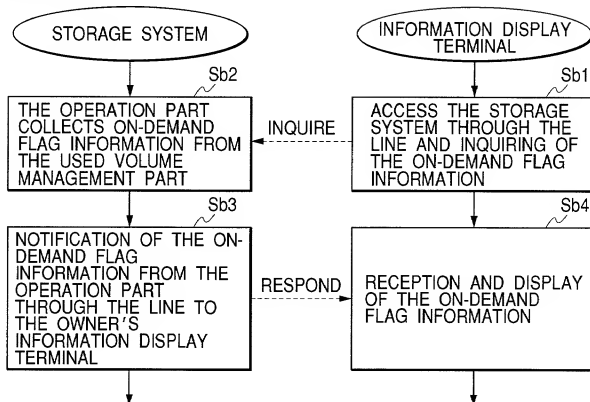 STORAGE SYSTEM
INFORMATION DISPLAY
TERMINAL
Sb2
THE OPERATION PART
COLLECTS ON-DEMAND
FLAG INFORMATION FROM
THE USED VOLUME
MANAGEMENT PART
INQUIRE
Sb1
ACCESS THE STORAGE
SYSTEM THROUGH THE
LINE AND INQUIRING OF
THE ON-DEMAND FLAG
INFORMATION
Sb3
NOTIFICATION OF THE ON-
DEMAND FLAG
INFORMATION FROM THE
OPERATION PART
THROUGH THE LINE TO
THE OWNER'S
INFORMATION DISPLAY
TERMINAL
RESPOND
Sb4
RECEPTION AND DISPLAY
OF THE ON-DEMAND
FLAG INFORMATION